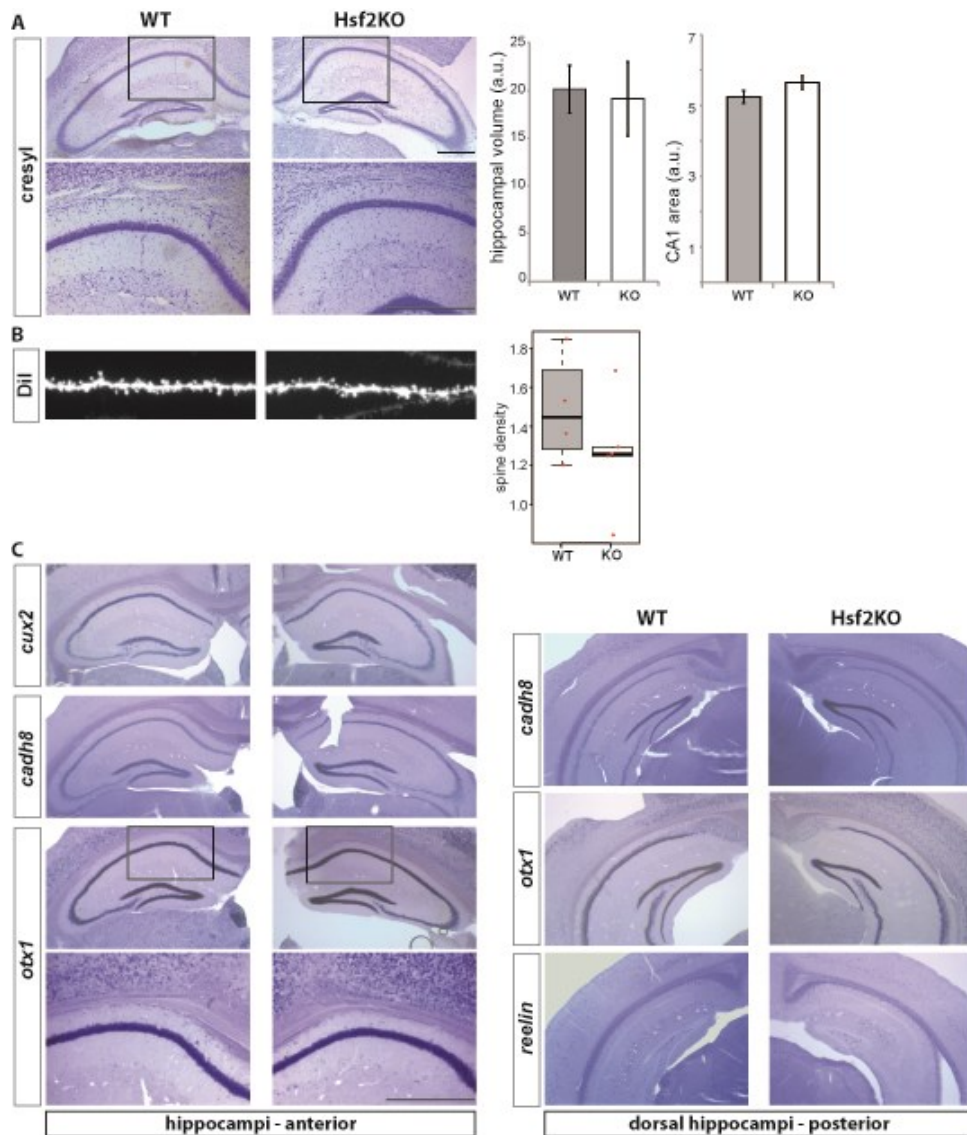 A
WT
Hsf2KO
cresyl
hippocampal volume (a.u.)
25
20
15
10
5
0
WT
KO
CA1 area (a.u.)
7
5
3
1
WT
KO
B
DiI
spine density
1.8
1.6
1.4
1.2
1.0
WT
KO
C
cux2
cadh8
otx1
hippocampi - anterior
WT
Hsf2KO
cadh8
otx1
reelin
dorsal hippocampi - posterior